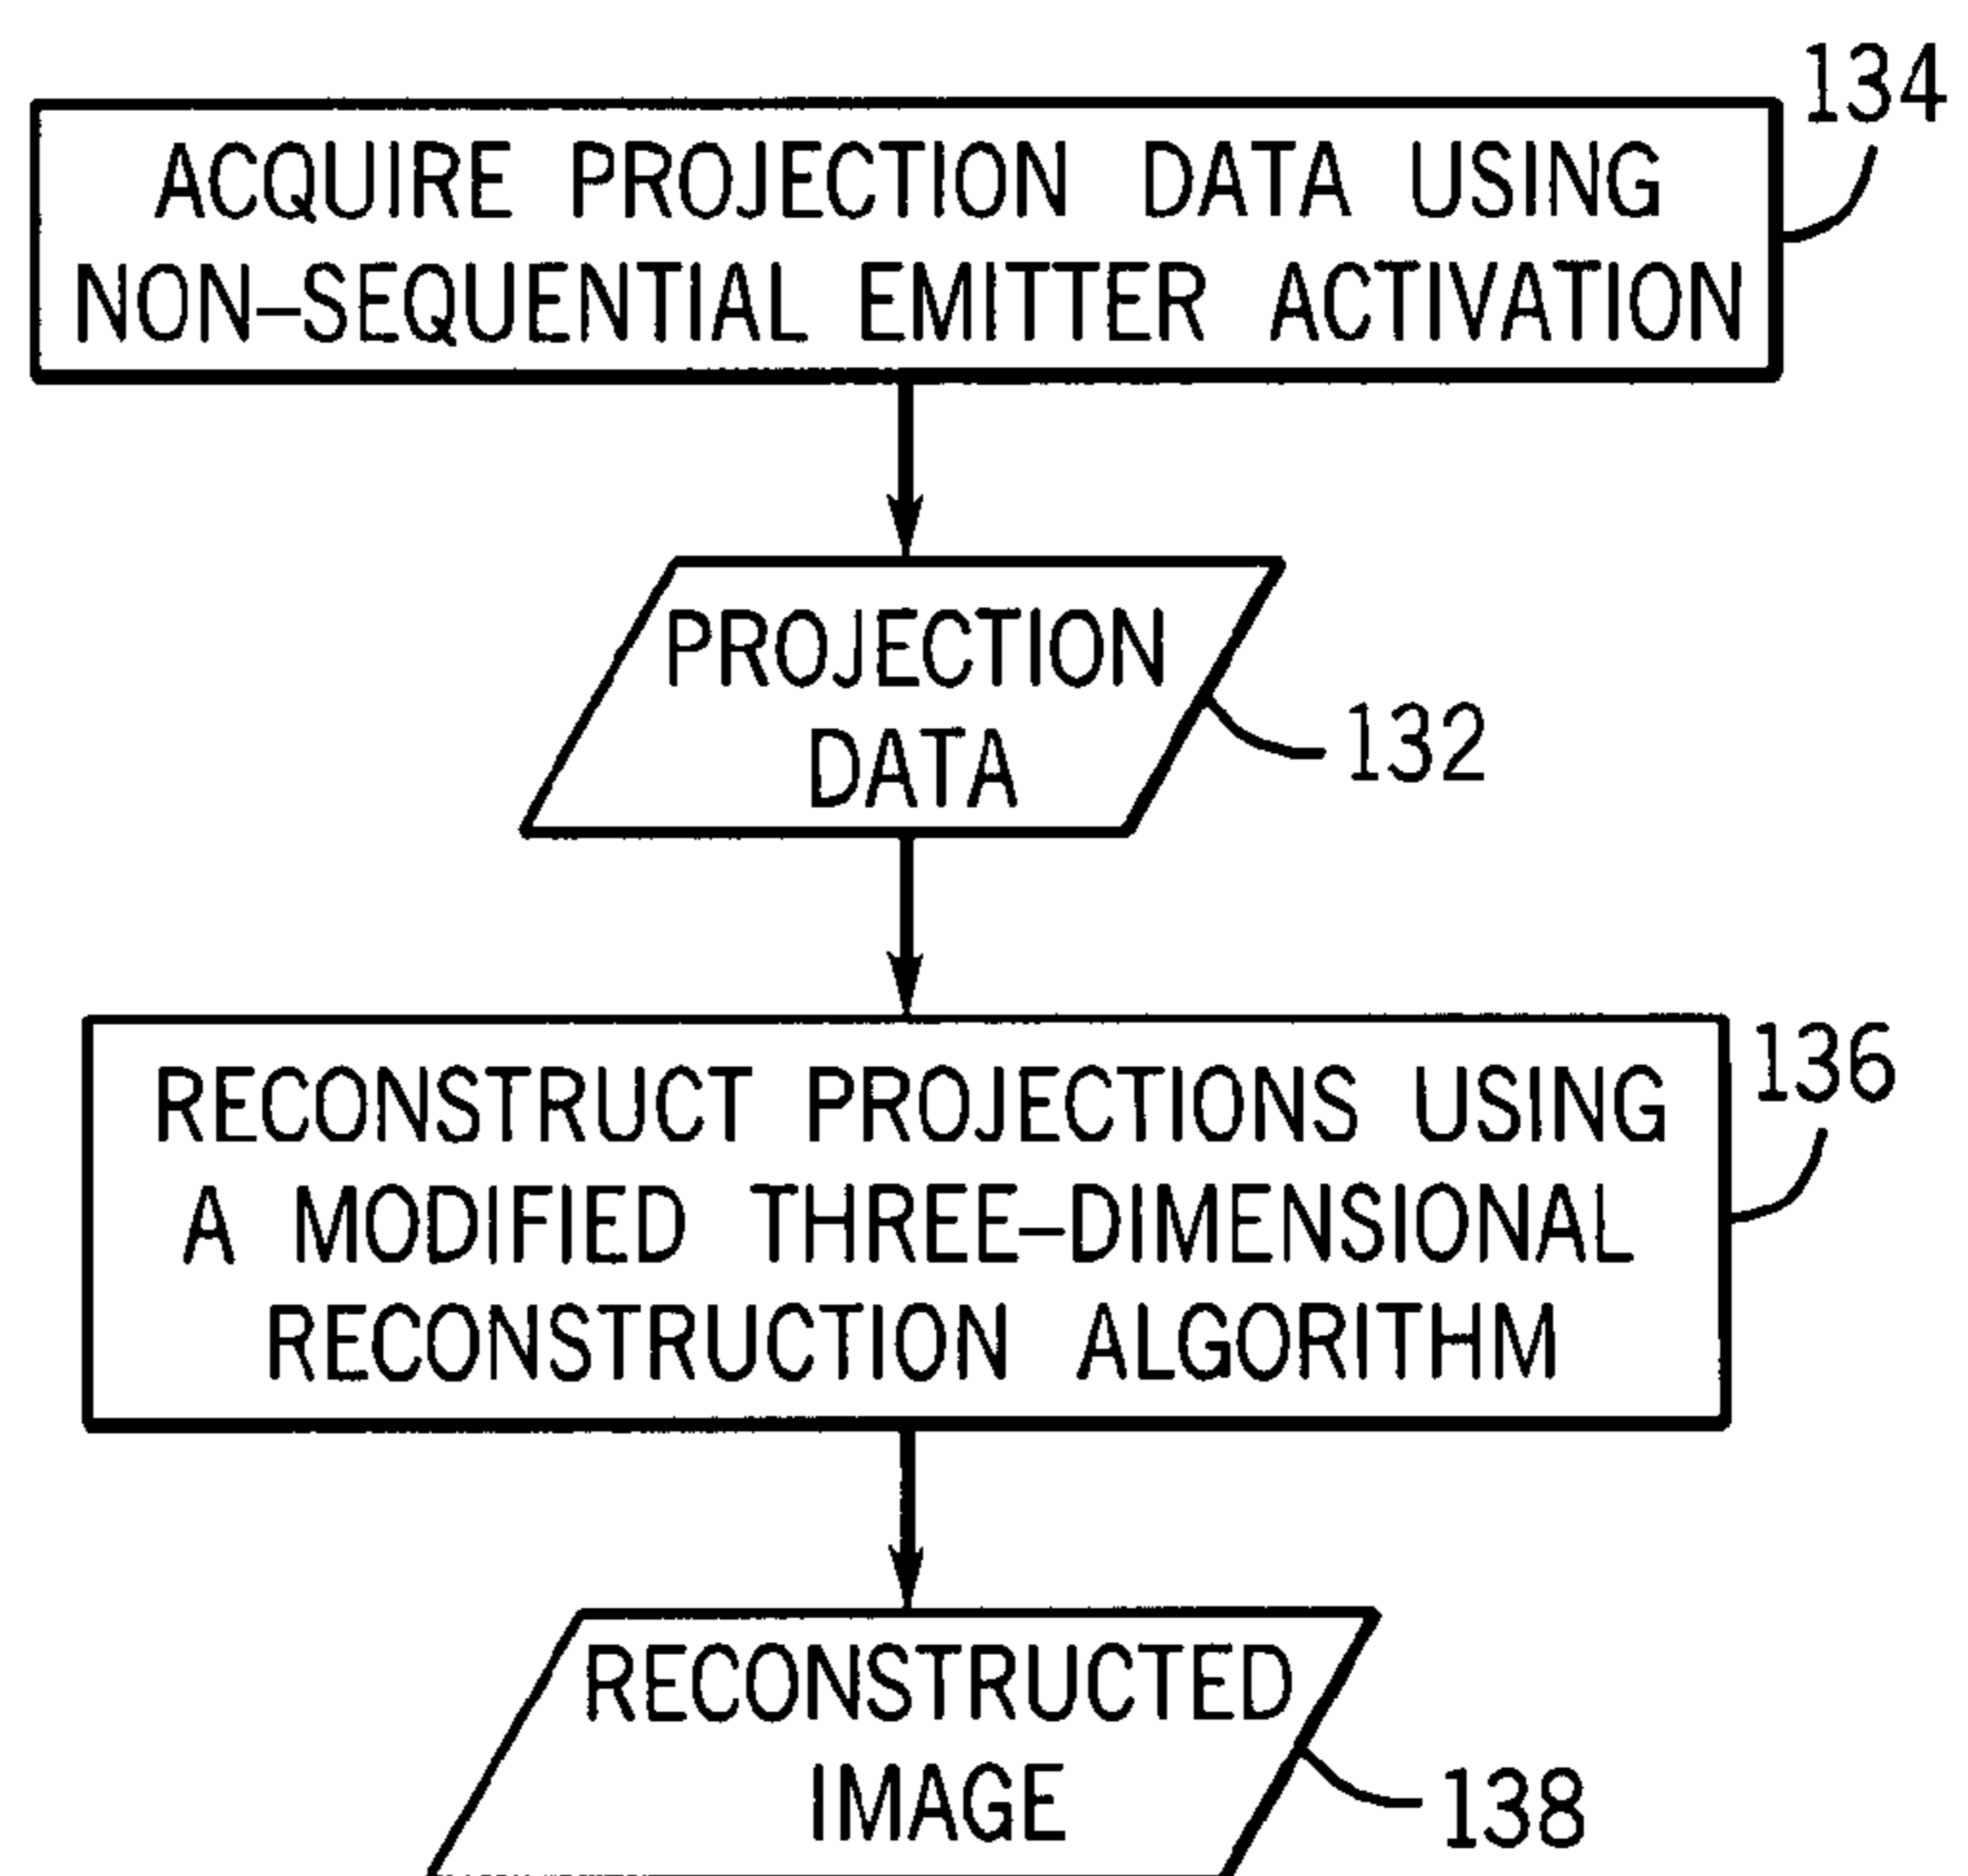 134
ACQUIRE PROJECTION DATA USING
NON–SEQUENTIAL EMITTER ACTIVATION
PROJECTION
DATA
132
136
RECONSTRUCT PROJECTIONS USING
A MODIFIED THREE–DIMENSIONAL
RECONSTRUCTION ALGORITHM
RECONSTRUCTED
IMAGE
138